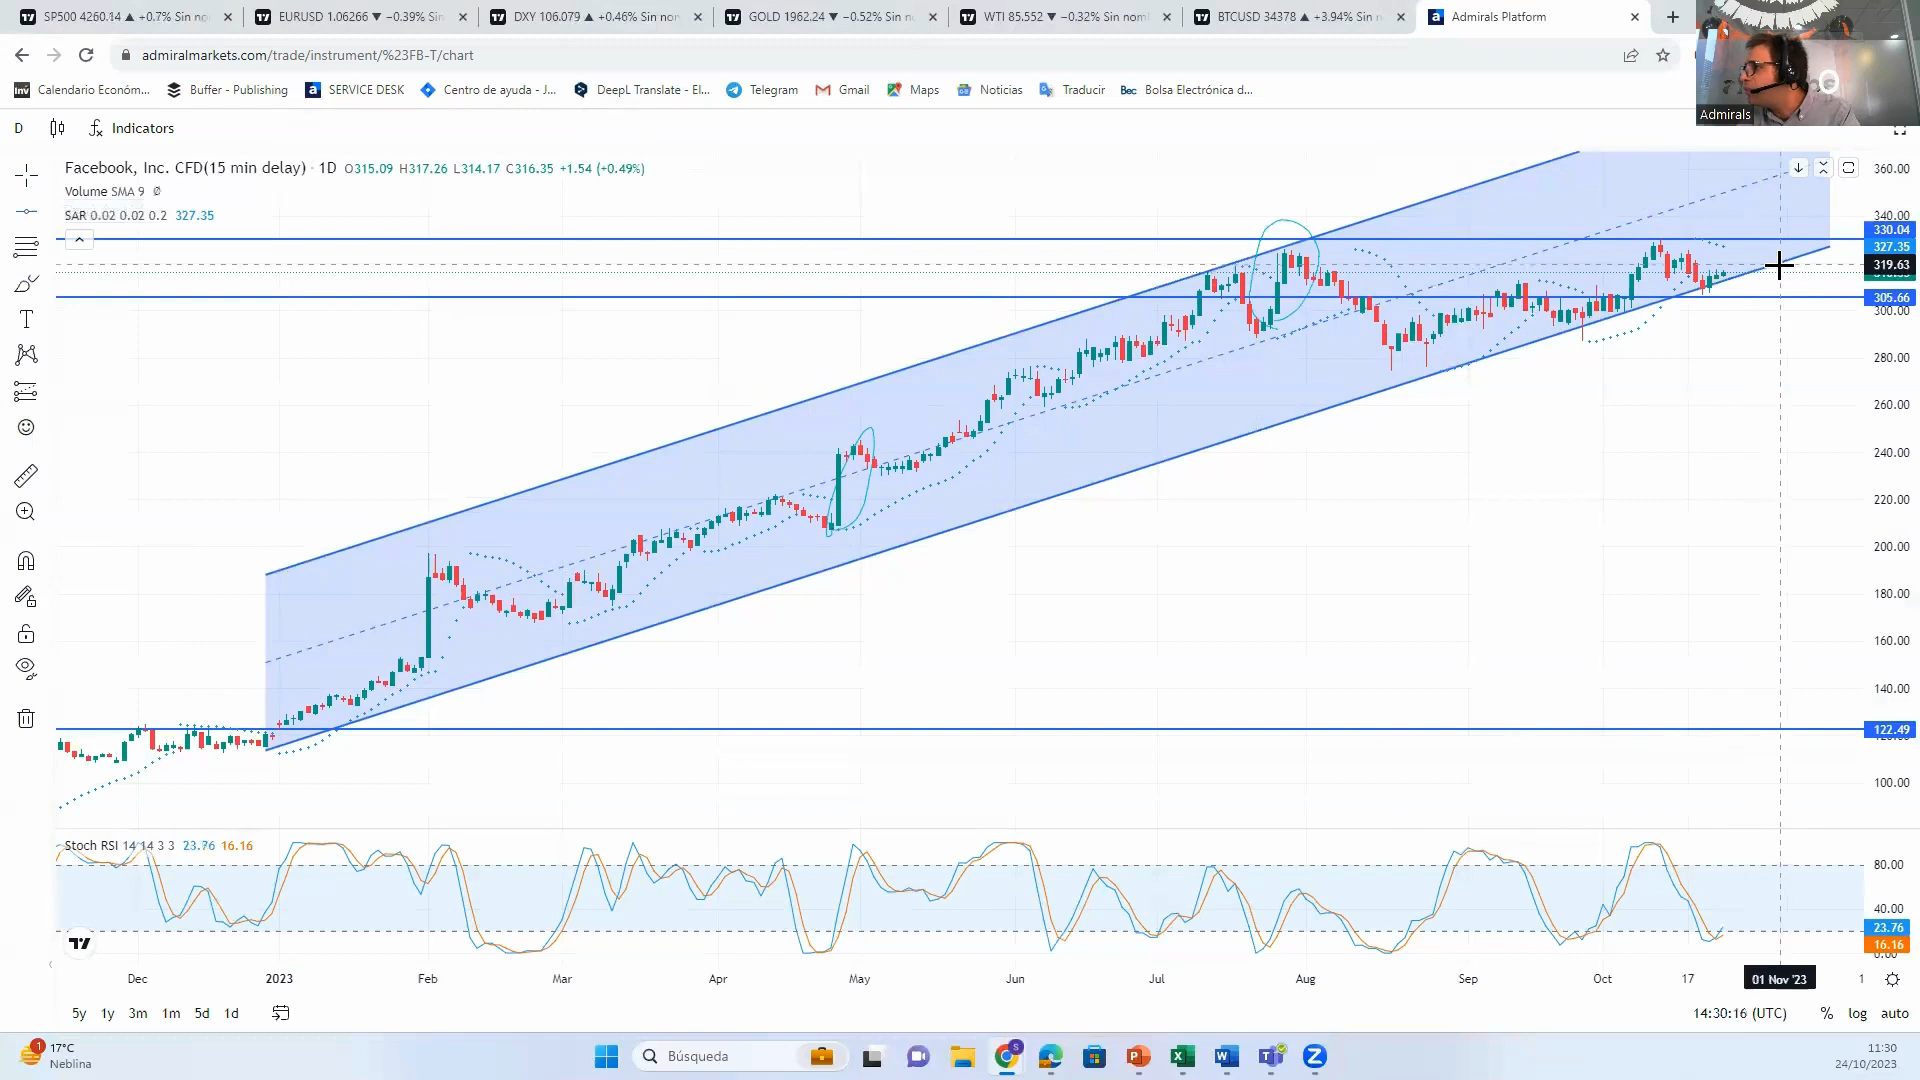 SP500 4260.14 ▲ +0.7% Sin no
EURUSD 1.06266 ▼ −0.39% Sin
DXY 106.079 ▲ +0.46% Sin nom
GOLD 1962.24 ▼ −0.52% Sin n
WTI 85.552 ▼ −0.32% Sin nom
BTCUSD 34378 ▲ +3.94% Sin n
Admirals Platform
admiralmarkets.com/trade/instrument/%23FB-T/chart
Calendario Económ...
Buffer - Publishing
SERVICE DESK
Centro de ayuda - J...
DeepL Translate - El...
Telegram
Gmail
Maps
Noticias
Traducir
Bolsa Electrónica d...
Admirals
D
Indicators
Facebook, Inc. CFD(15 min delay) · 1D O315.09 H317.26 L314.17 C316.35 +1.54 (+0.49%)
Volume SMA 9 Ø
SAR 0.02 0.02 0.2 327.35
360.00
340.00
330.04
327.35
319.63
305.66
300.00
280.00
260.00
240.00
220.00
200.00
180.00
160.00
140.00
122.49
100.00
Stoch RSI 14 14 3 3 23.76 16.16
80.00
40.00
23.76
16.16
0.00
Dec 2023 Feb Mar Apr May Jun Jul Aug Sep Oct 17 01 Nov '23 1
5y 1y 3m 1m 5d 1d
14:30:16 (UTC) % log auto
1
17°C
Neblina
Búsqueda
11:30
24/10/2023